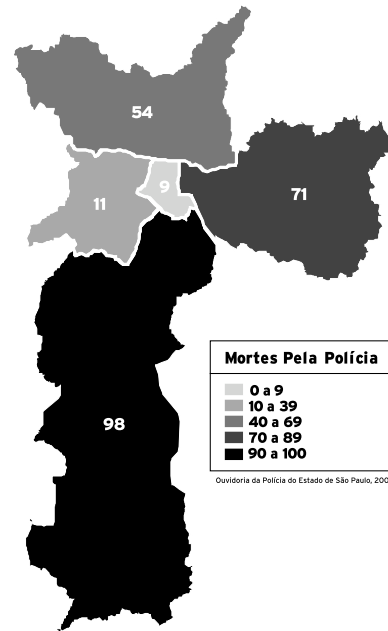 54
9
11
71
98
Mortes Pela Polícia
0 a 9
10 a 39
40 a 69
70 a 89
90 a 100
Ouvidoria da Polícia do Estado de São Paulo,